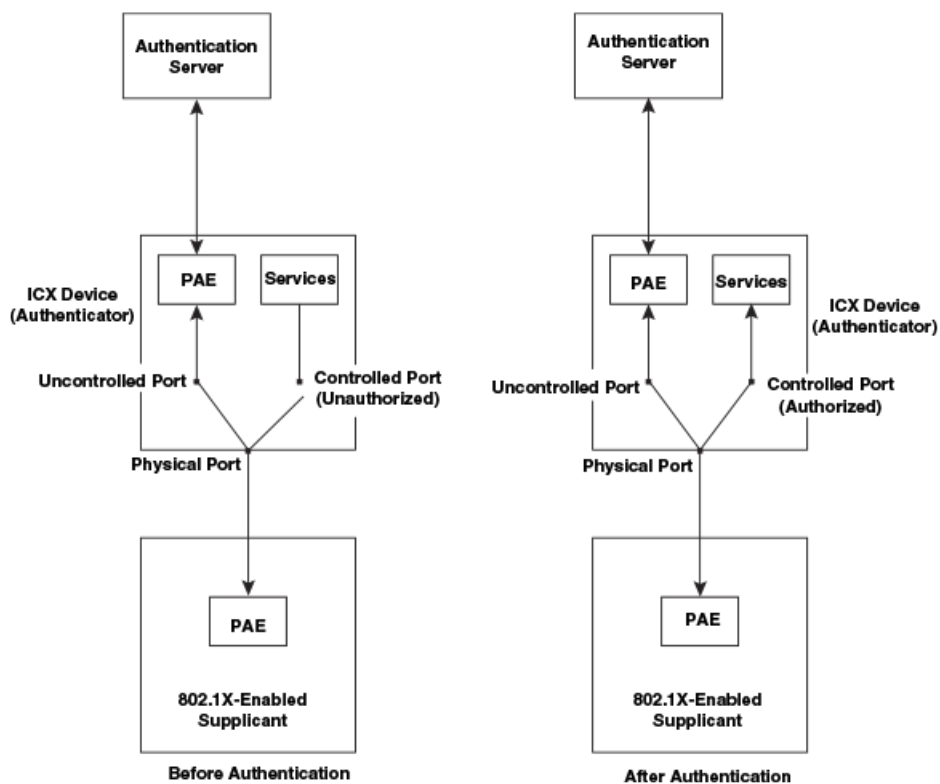 Authentication
Server
PAE
Services
ICX Device
(Authenticator)
Uncontrolled Port
Controlled Port
(Unauthorized)
Physical Port
PAE
802.1X-Enabled
Supplicant
Before Authentication
Authentication
Server
PAE
Services
ICX Device
(Authenticator)
Uncontrolled Port
Controlled Port
(Authorized)
Physical Port
PAE
802.1X-Enabled
Supplicant
After Authentication